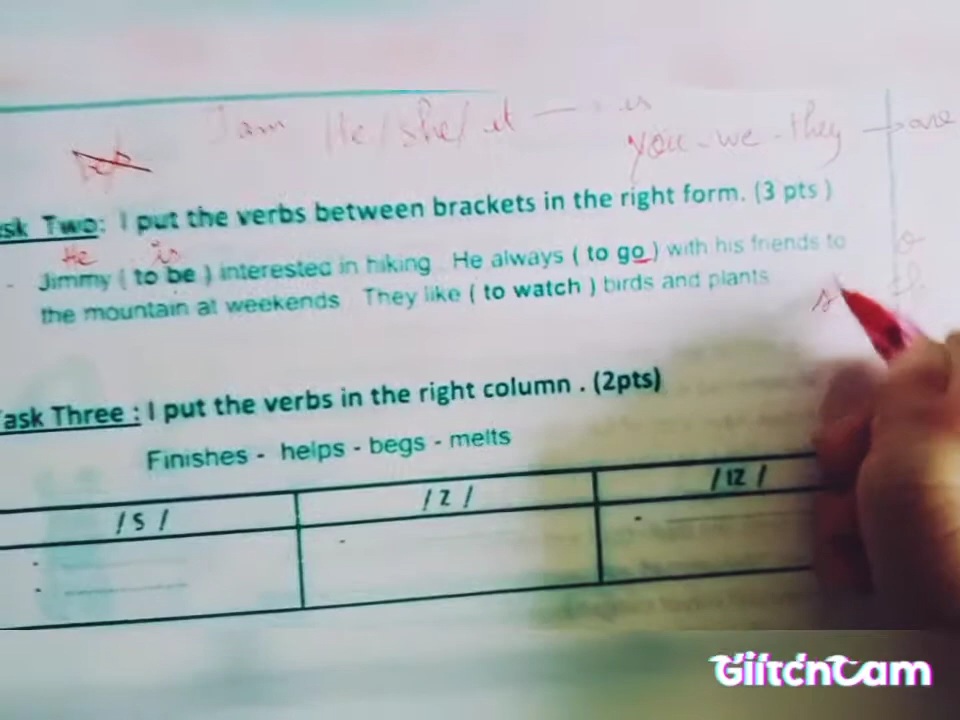 I am He/she/it → is
you - we - they → are
ask Two: I put the verbs between brackets in the right form. (3 pts )
He is
- Jimmy ( to be ) interested in hiking . He always ( to go ) with his friends to
the mountain at weekends . They like ( to watch ) birds and plants
Task Three : I put the verbs in the right column . (2pts)
Finishes - helps - begs - melts
/ s / / z / / ɪz /
GlitchCam